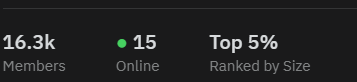 16.3k 15 Top 5%
Members Online Ranked by Size